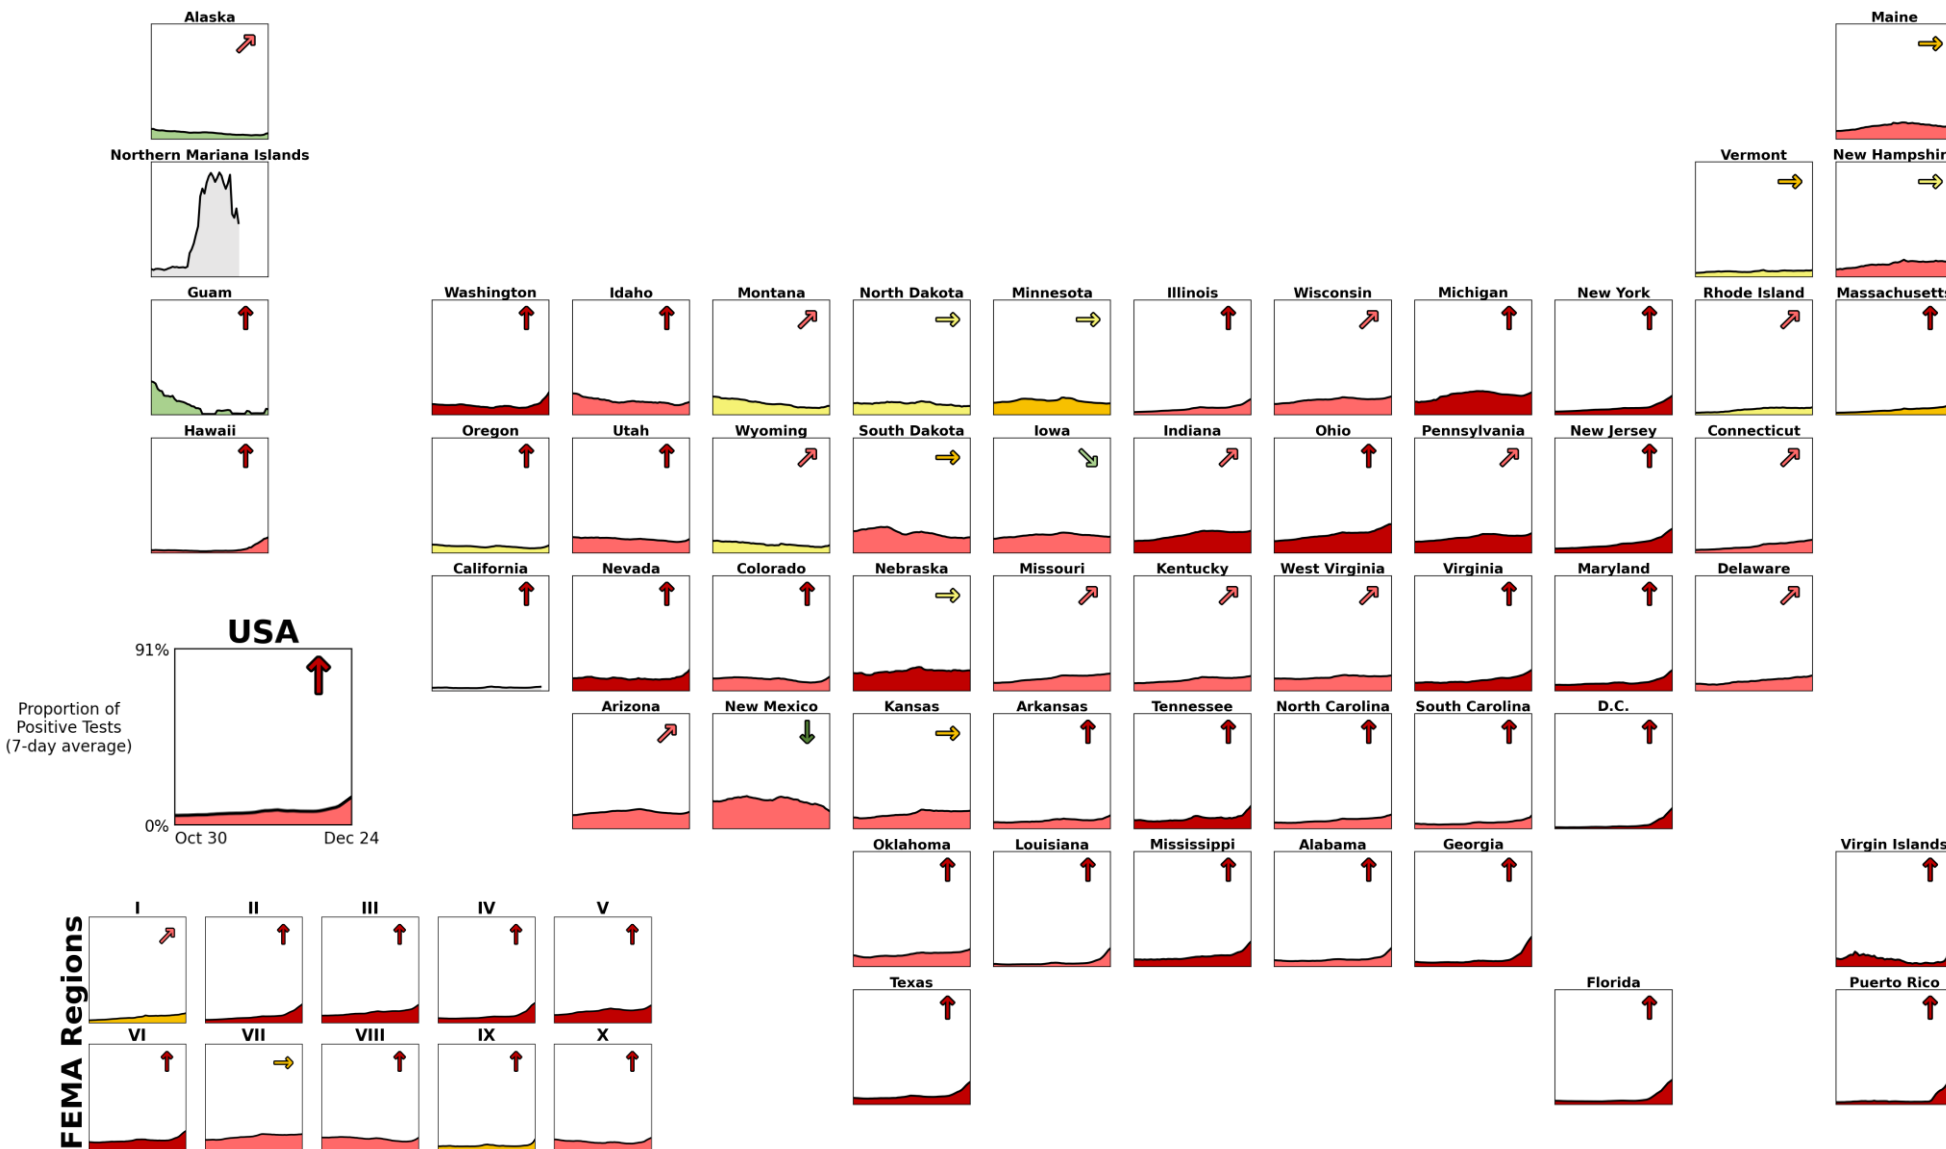 Alaska
Maine
Northern Mariana Islands
Vermont
New Hampshir
Guam
Washington
Idaho
Montana
North Dakota
Minnesota
Illinois
Wisconsin
Michigan
New York
Rhode Island
Massachusetts
Hawaii
Oregon
Utah
Wyoming
South Dakota
Iowa
Indiana
Ohio
Pennsylvania
New Jersey
Connecticut
California
Nevada
Colorado
Nebraska
Missouri
Kentucky
West Virginia
Virginia
Maryland
Delaware
USA
91%
Proportion of
Positive Tests
(7-day average)
0%
Oct 30
Dec 24
Arizona
New Mexico
Kansas
Arkansas
Tennessee
North Carolina
South Carolina
D.C.
Oklahoma
Louisiana
Mississippi
Alabama
Georgia
Virgin Islands
Texas
Florida
Puerto Rico
FEMA Regions
I
II
III
IV
V
VI
VII
VIII
IX
X